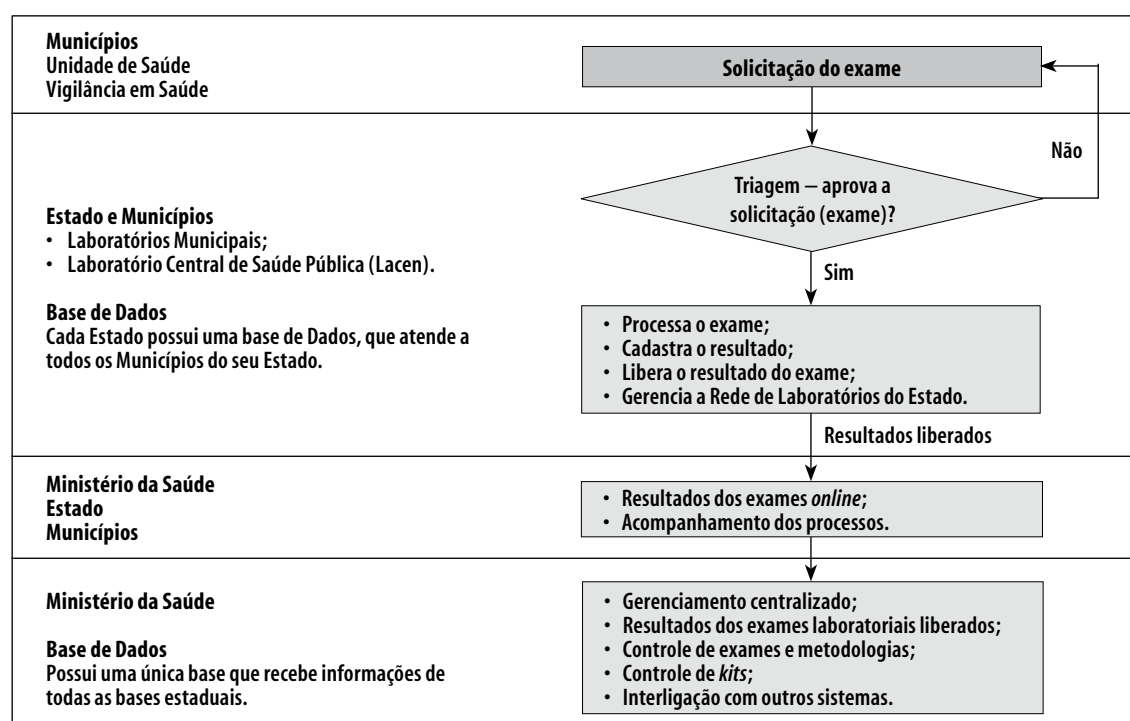 Municípios
Unidade de Saúde
Vigilância em Saúde
Solicitação do exame
Não
Triagem – aprova a
solicitação (exame)?
Estado e Municípios
• Laboratórios Municipais;
• Laboratório Central de Saúde Pública (Lacen).
Sim
Base de Dados
Cada Estado possui uma base de Dados, que atende a
todos os Municípios do seu Estado.
• Processa o exame;
• Cadastra o resultado;
• Libera o resultado do exame;
• Gerencia a Rede de Laboratórios do Estado.
Resultados liberados
Ministério da Saúde
Estado
Municípios
• Resultados dos exames online;
• Acompanhamento dos processos.
Ministério da Saúde
Base de Dados
Possui uma única base que recebe informações de
todas as bases estaduais.
• Gerenciamento centralizado;
• Resultados dos exames laboratoriais liberados;
• Controle de exames e metodologias;
• Controle de kits;
• Interligação com outros sistemas.